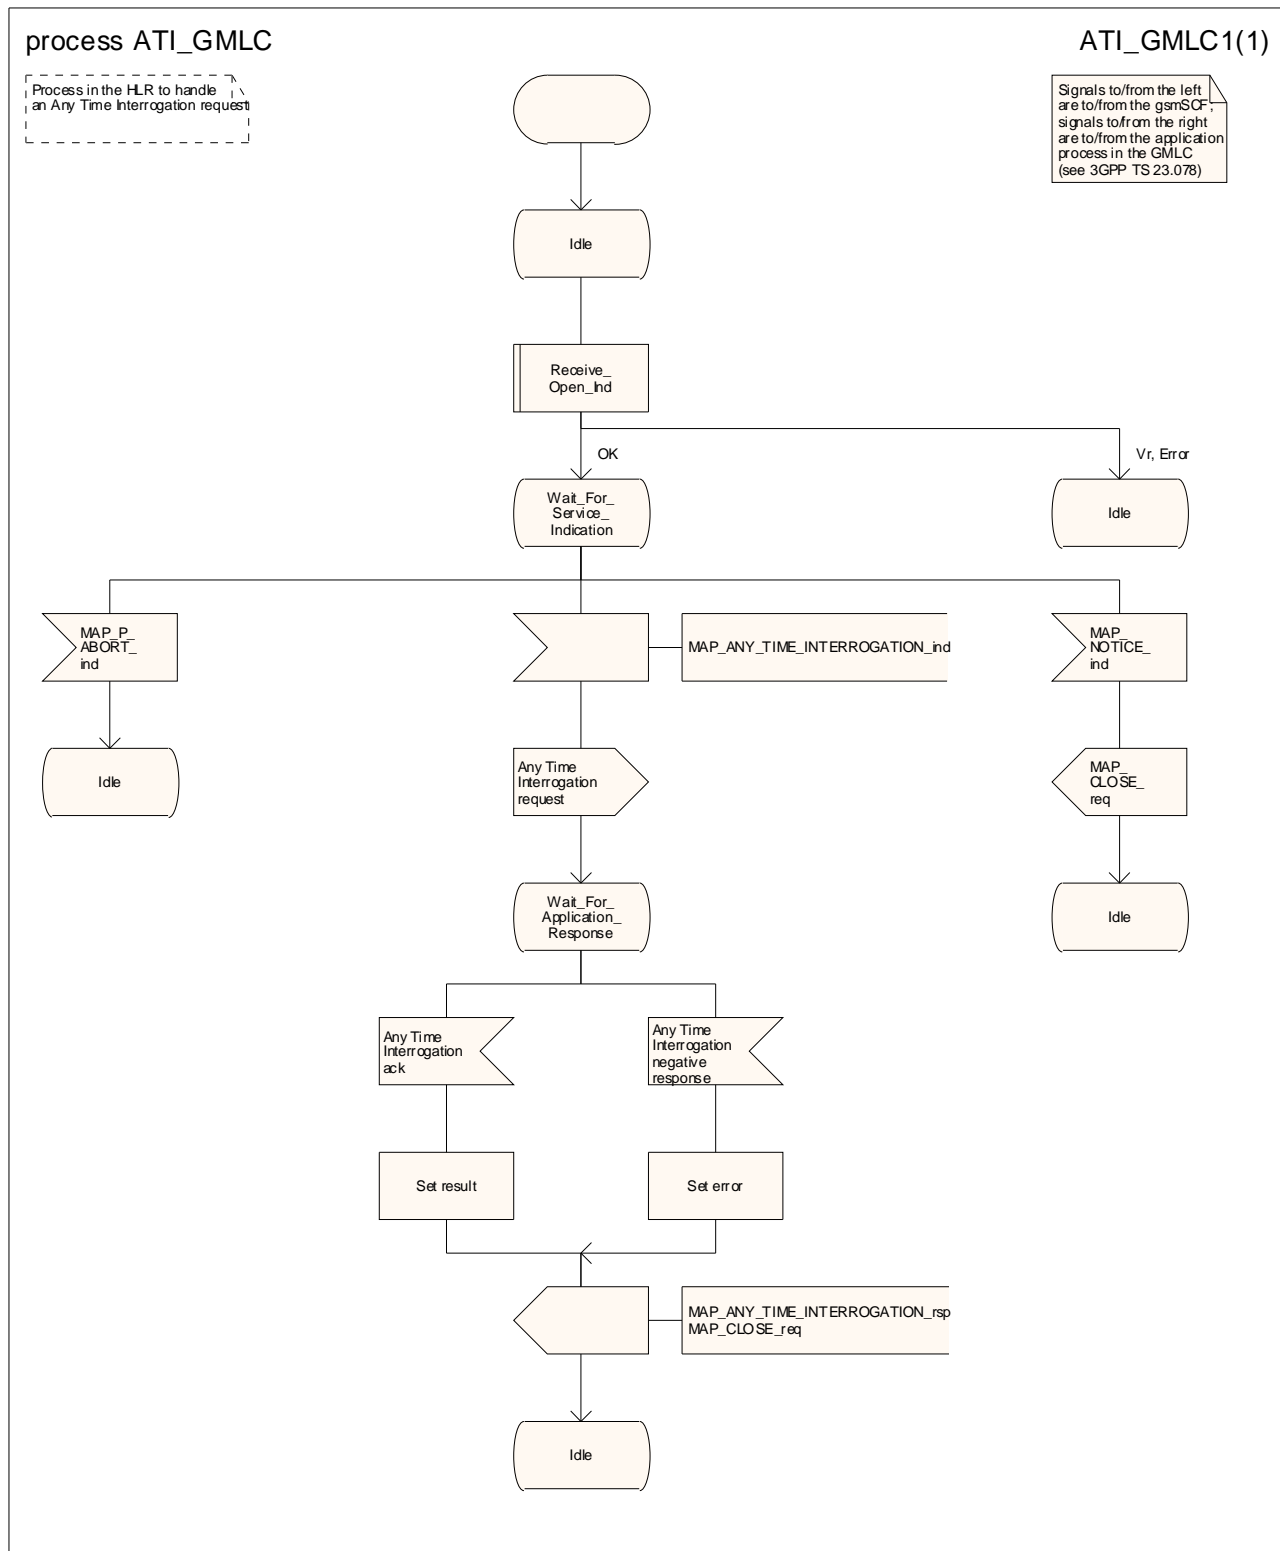 process ATI_GMLC
ATI_GMLC1(1)
Process in the HLR to handle
an Any Time Interrogation request
Signals to/from the left
are to/from the gsmSCF;
signals to/from the right
are to/from the application
process in the GMLC
(see 3GPP TS 23.078)
Idle
Receive_
Open_Ind
OK
Vr, Error
Wait_For_
Service_
Indication
Idle
MAP_P_
ABORT_
ind
MAP_ANY_TIME_INTERROGATION_ind
MAP_
NOTICE_
ind
Idle
Any Time
Interrogation
request
MAP_
CLOSE_
req
Wait_For_
Application_
Response
Idle
Any Time
Interrogation
ack
Any Time
Interrogation
negative
response
Set result
Set error
MAP_ANY_TIME_INTERROGATION_rsp
MAP_CLOSE_req
Idle